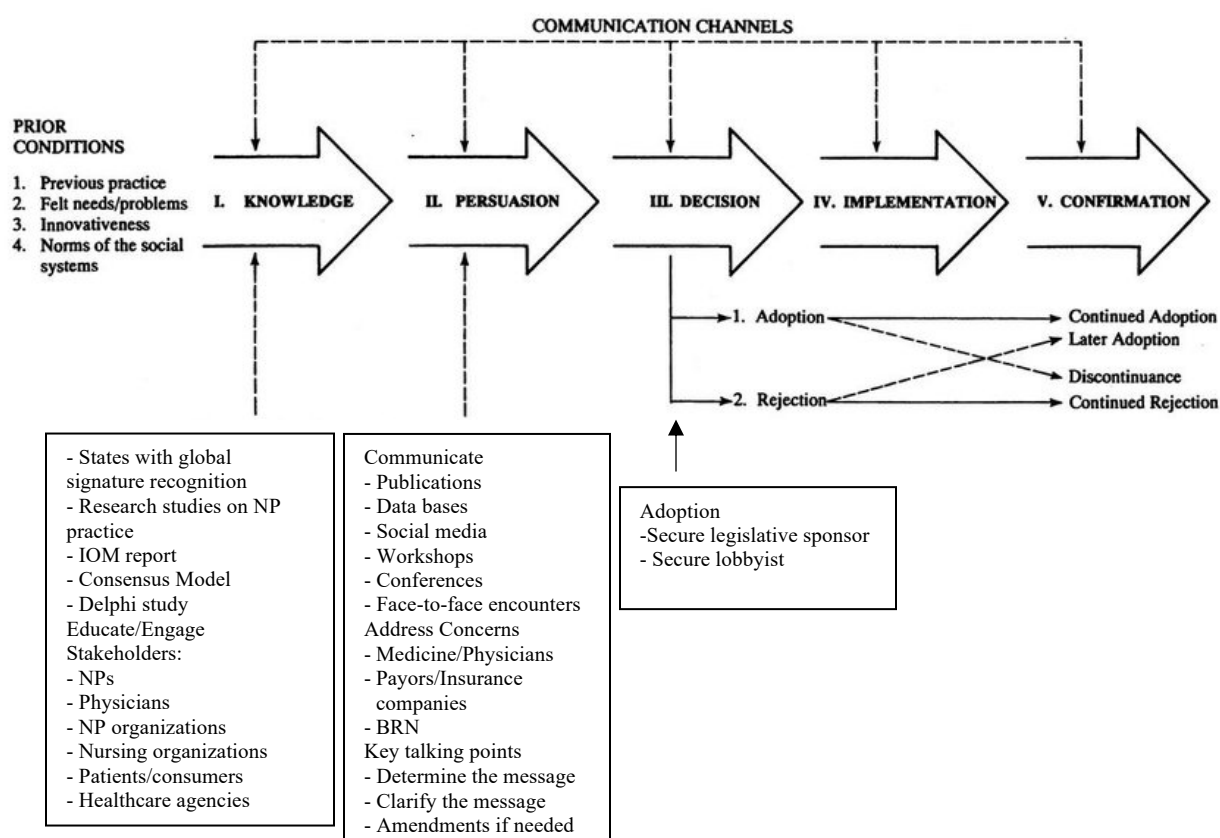 COMMUNICATION CHANNELS
PRIOR
CONDITIONS
1. Previous practice
2. Felt needs/problems
3. Innovativeness
4. Norms of the social
systems
I. KNOWLEDGE
II. PERSUASION
III. DECISION
IV. IMPLEMENTATION
V. CONFIRMATION
1. Adoption
2. Rejection
Continued Adoption
Later Adoption
Discontinuance
Continued Rejection
- States with global
signature recognition
- Research studies on NP
practice
- IOM report
- Consensus Model
- Delphi study
Educate/Engage
Stakeholders:
- NPs
- Physicians
- NP organizations
- Nursing organizations
- Patients/consumers
- Healthcare agencies
Communicate
- Publications
- Data bases
- Social media
- Workshops
- Conferences
- Face-to-face encounters
Address Concerns
- Medicine/Physicians
- Payors/Insurance
companies
- BRN
Key talking points
- Determine the message
- Clarify the message
- Amendments if needed
Adoption
-Secure legislative sponsor
- Secure lobbyist